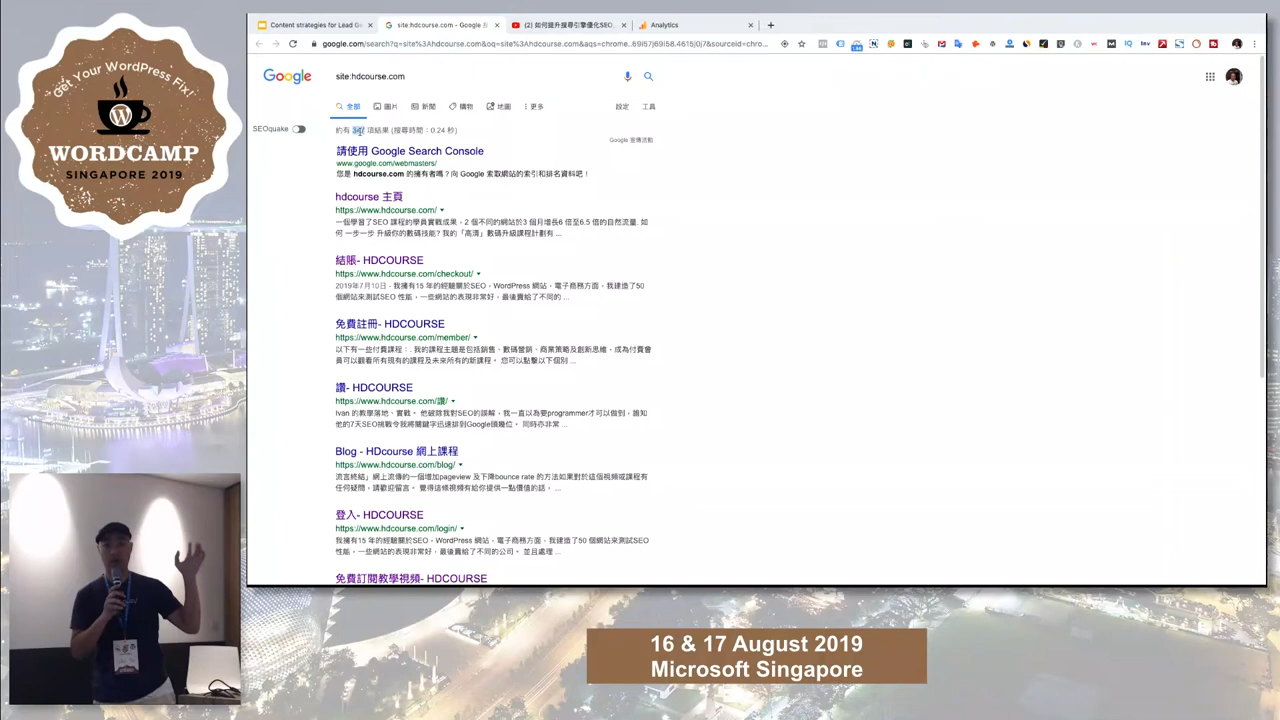 Get Your WordPress Fix!
WORDCAMP
SINGAPORE 2019
Content strategies for Lead G
site:hdcourse.com - Google
(2) 如何提升搜尋引擎優化SEO
Analytics
google.com/search?q=site%3Ahdcourse.com&oq=site%3Ahdcourse.com&aqs=chrome..69i57j69i58.4615j0j7&sourceid=chro...
Google
site:hdcourse.com
全部
圖片
新聞
購物
地圖
更多
設定
工具
SEOquake
項結果 (搜尋時間：0.24 秒)
Google 宣傳活動
請使用 Google Search Console
www.google.com/webmasters/
您是 hdcourse.com 的擁有者嗎？向 Google 索取網站的索引和排名資料吧！
hdcourse 主頁
https://www.hdcourse.com/
一個學習了SEO 課程的學員實戰成果，2 個不同的網站於3 個月增長6 倍至6.5 倍的自然流量. 如
何 一步一步 升級你的數碼技能? 我的「高清」數碼升級課程計劃有 ...
結賬- HDCOURSE
https://www.hdcourse.com/checkout/
2019年7月10日 - 我擁有15 年的經驗關於SEO，WordPress 網站，電子商務方面，我建造了50
個網站來測試SEO 性能，一些網站的表現非常好，最後賣給了不同的 ...
免費註冊- HDCOURSE
https://www.hdcourse.com/member/
以下有一些付費課程：. 我的課程主題是包括銷售、數碼營銷、商業策略及創新思維，成為付費會
員可以觀看所有現有的課程及未來所有的新課程。 您可以點擊以下個別 ...
讚- HDCOURSE
https://www.hdcourse.com/讚/
Ivan 的教學落地、實戰。 他破除我對SEO的誤解，我一直以為要programmer才可以做到，誰知
他的7天SEO挑戰令我將關鍵字迅速排到Google頭幾位。 同時亦非常 ...
Blog - HDcourse 網上課程
https://www.hdcourse.com/blog/
流言終結」網上流傳的一個增加pageview 及下降bounce rate 的方法如果對於這個視頻或課程有
任何疑問，請歡迎留言。 覺得這條視頻有給你提供一點價值的話， ...
登入- HDCOURSE
https://www.hdcourse.com/login/
我擁有15 年的經驗關於SEO，WordPress 網站，電子商務方面，我建造了50 個網站來測試SEO
性能，一些網站的表現非常好，最後賣給了不同的公司。 並且處理 ...
免費訂閱教學視頻- HDCOURSE
16 & 17 August 2019
Microsoft Singapore